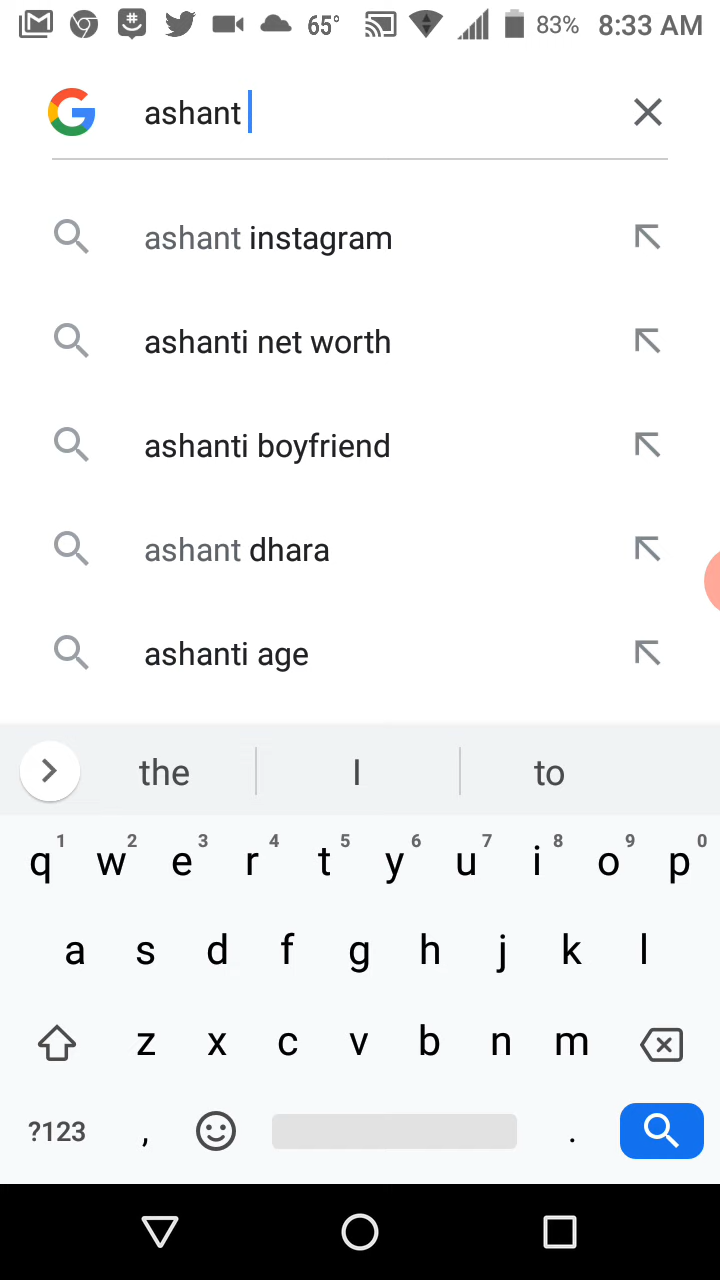 65° 83% 8:33 AM
ashant
ashant instagram
ashanti net worth
ashanti boyfriend
ashant dhara
ashanti age
the I to
1 2 3 4 5 6 7 8 9 0
q w e r t y u i o p
a s d f g h j k l
z x c v b n m
?123 , .